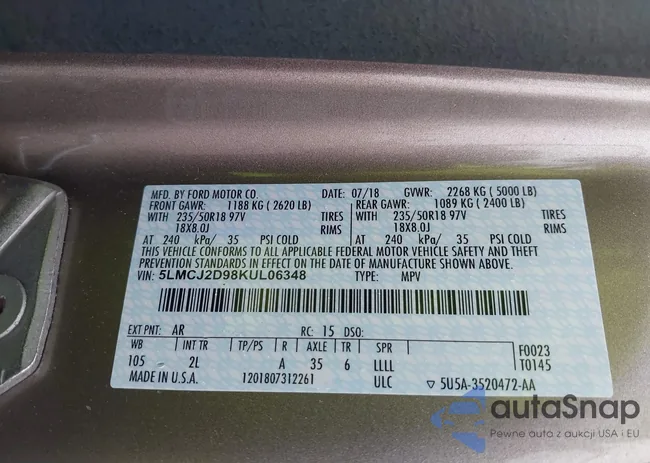 MFD. BY FORD MOTOR CO. 07/18 GVWR: 2268 KG ( 5000 LB)
FRONT GAWR: 1188 KG ( 2620 LB) REAR GAWR: 1089 KG ( 2400 LB)
WITH 235/50R18 97V TIRES WITH 235/50R18 97V TIRES
18X8.0J RIMS 18X8.0J RIMS
AT 240 kPa/ 35 PSI COLD AT 240 kPa/ 35 PSI COLD
THIS VEHICLE CONFORMS TO ALL APPLICABLE FEDERAL MOTOR VEHICLE SAFETY AND THEFT
PREVENTION STANDARDS IN EFFECT ON THE DATE OF MANUFACTURE SHOWN ABOVE.
VIN: 5LMCJ2D98KUL06348 TYPE: MPV
EXT PNT: AR RC: 15 DSO:
WB INT TR TP/PS R AXLE TR SPR F0023
105 2L A 35 6 LLLL T0145
MADE IN U.S.A. 1201807312261 ULC ▽ 5U5A-3520472-AA
autaSnap
Pewne auto z aukcji USA i EU